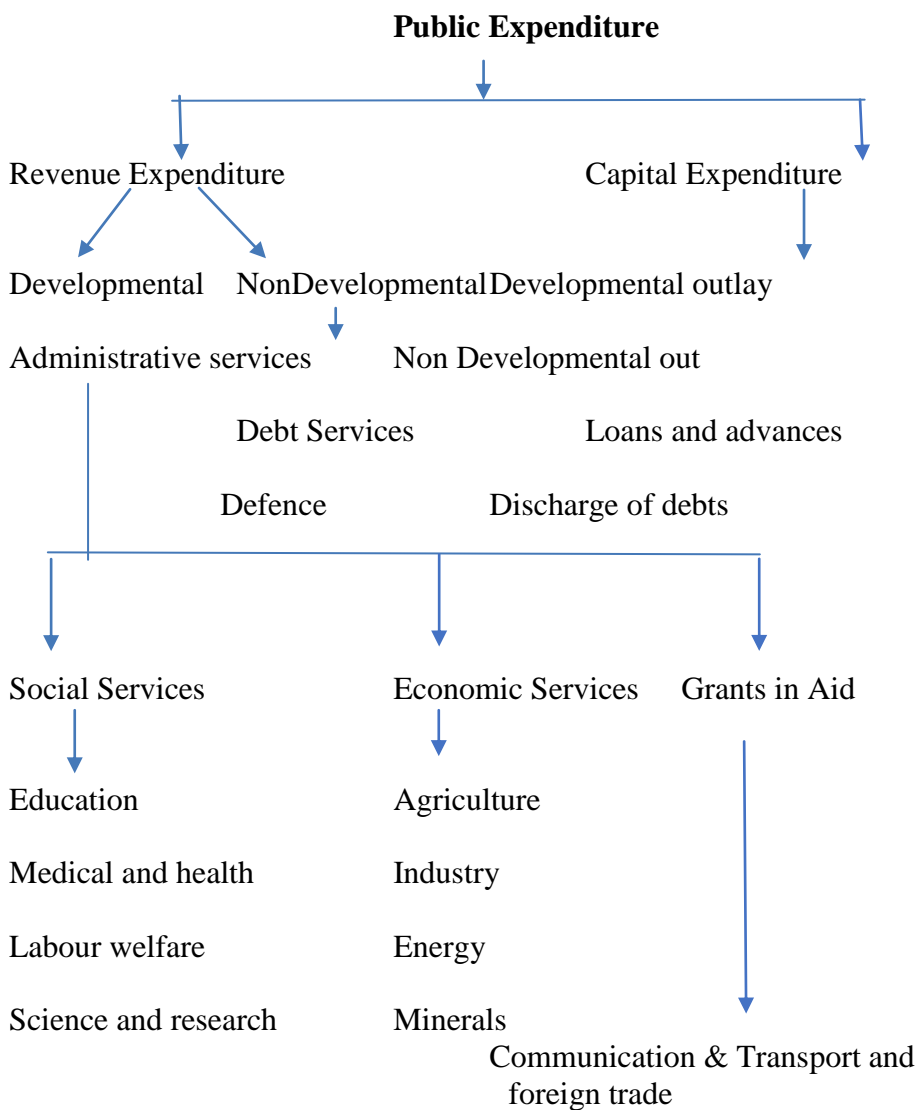 Public Expenditure
Revenue Expenditure Capital Expenditure
Developmental NonDevelopmentalDevelopmental outlay
Administrative services Non Developmental out
Debt Services Loans and advances
Defence Discharge of debts
Social Services Economic Services Grants in Aid
Education Agriculture
Medical and health Industry
Labour welfare Energy
Science and research Minerals
Communication & Transport and
foreign trade